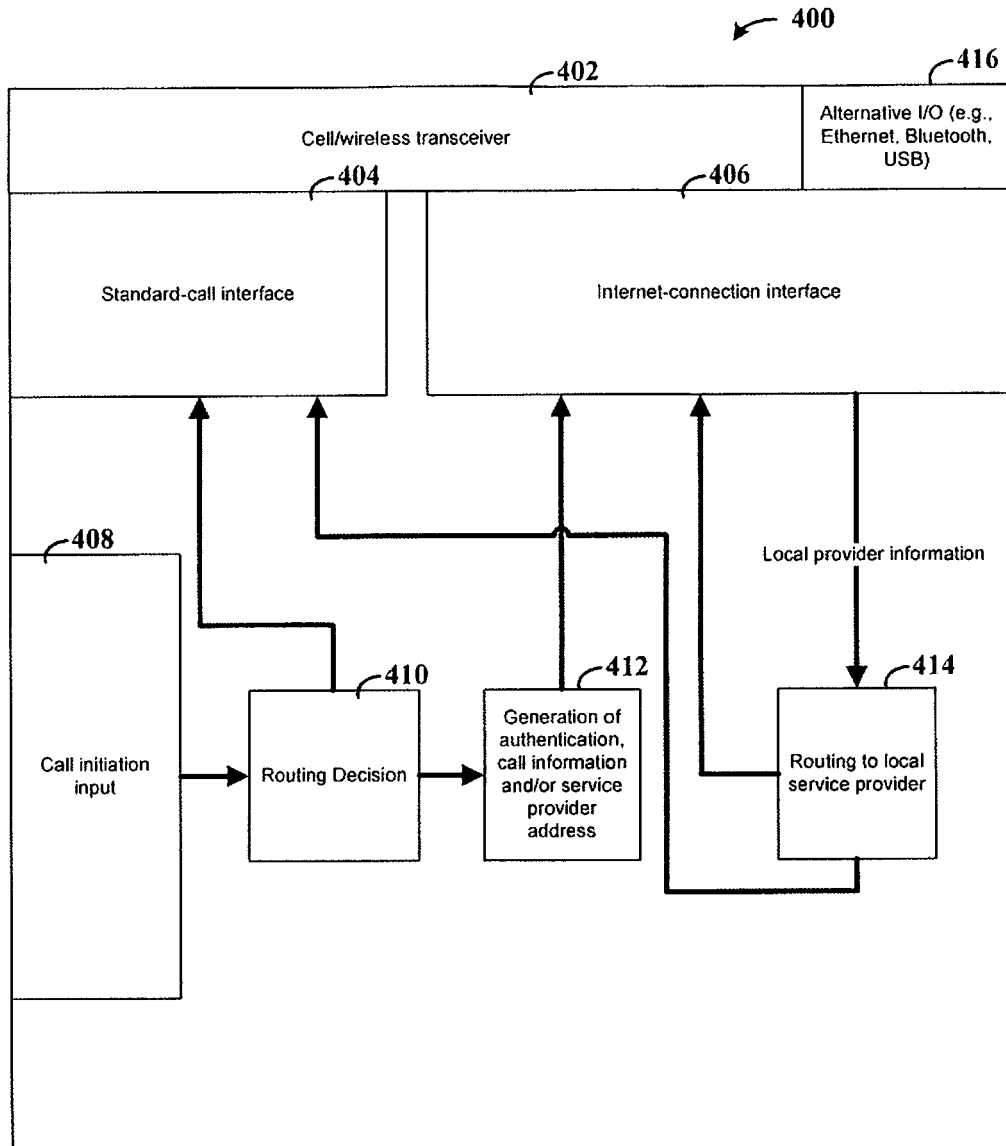 400
402
416
Cell/wireless transceiver
Alternative I/O (e.g.,
Ethernet, Bluetooth,
USB)
404
406
Standard-call interface
Internet-connection interface
408
Local provider information
410
412
414
Call initiation
input
Routing Decision
Generation of
authentication,
call information
and/or service
provider
address
Routing to local
service provider